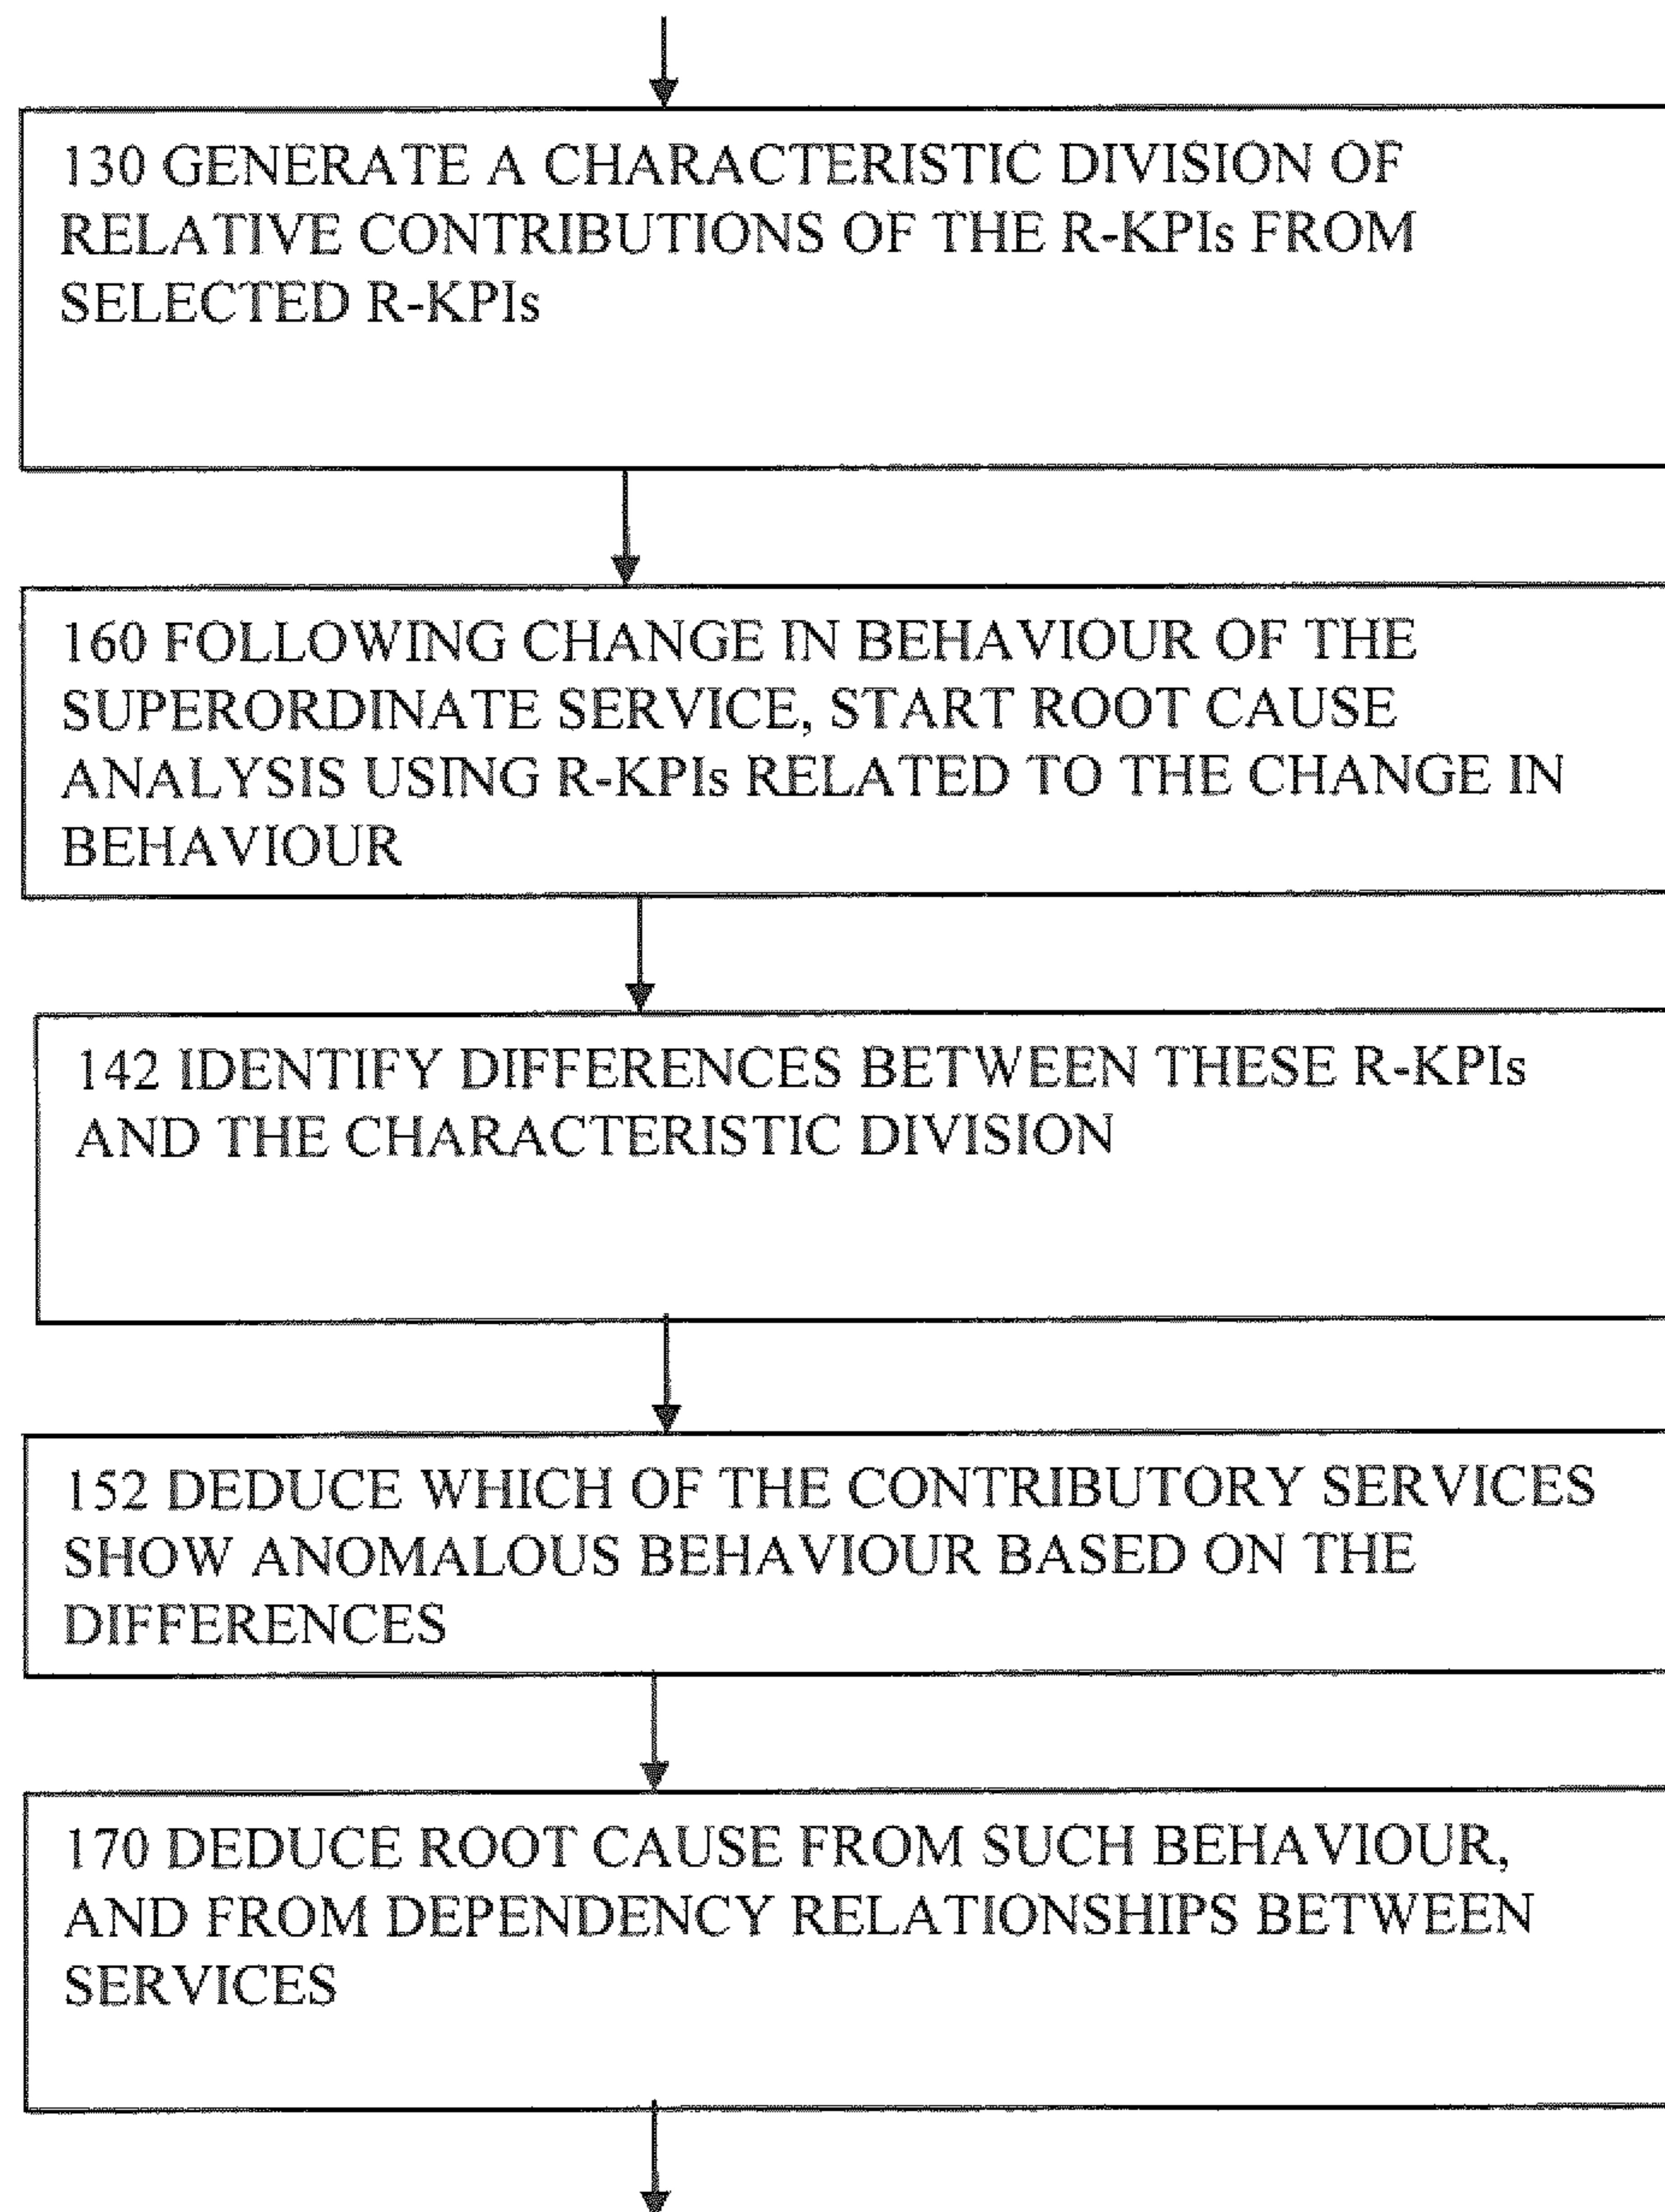 130 GENERATE A CHARACTERISTIC DIVISION OF
RELATIVE CONTRIBUTIONS OF THE R-KPIs FROM
SELECTED R-KPIs
160 FOLLOWING CHANGE IN BEHAVIOUR OF THE
SUPERORDINATE SERVICE, START ROOT CAUSE
ANALYSIS USING R-KPIs RELATED TO THE CHANGE IN
BEHAVIOUR
142 IDENTIFY DIFFERENCES BETWEEN THESE R-KPIs
AND THE CHARACTERISTIC DIVISION
152 DEDUCE WHICH OF THE CONTRIBUTORY SERVICES
SHOW ANOMALOUS BEHAVIOUR BASED ON THE
DIFFERENCES
170 DEDUCE ROOT CAUSE FROM SUCH BEHAVIOUR,
AND FROM DEPENDENCY RELATIONSHIPS BETWEEN
SERVICES